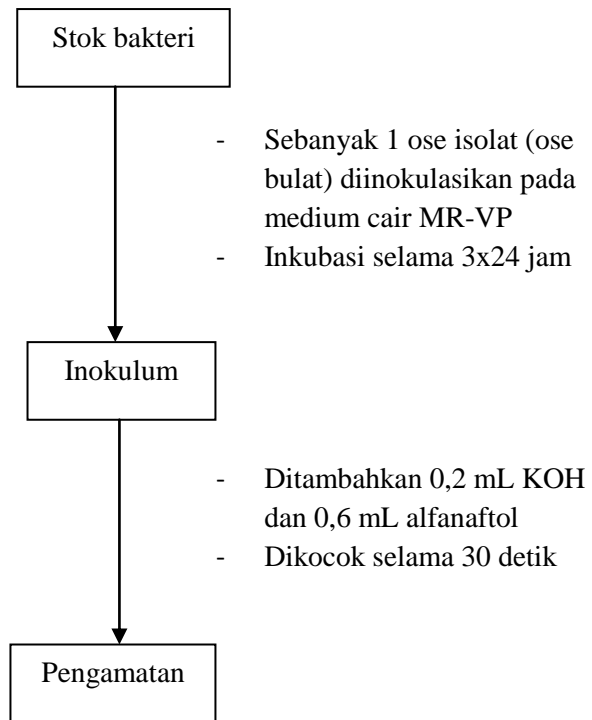 Stok bakteri
- Sebanyak 1 ose isolat (ose
bulat) diinokulasikan pada
medium cair MR-VP
- Inkubasi selama 3x24 jam
Inokulum
- Ditambahkan 0,2 mL KOH
dan 0,6 mL alfanaftol
- Dikocok selama 30 detik
Pengamatan